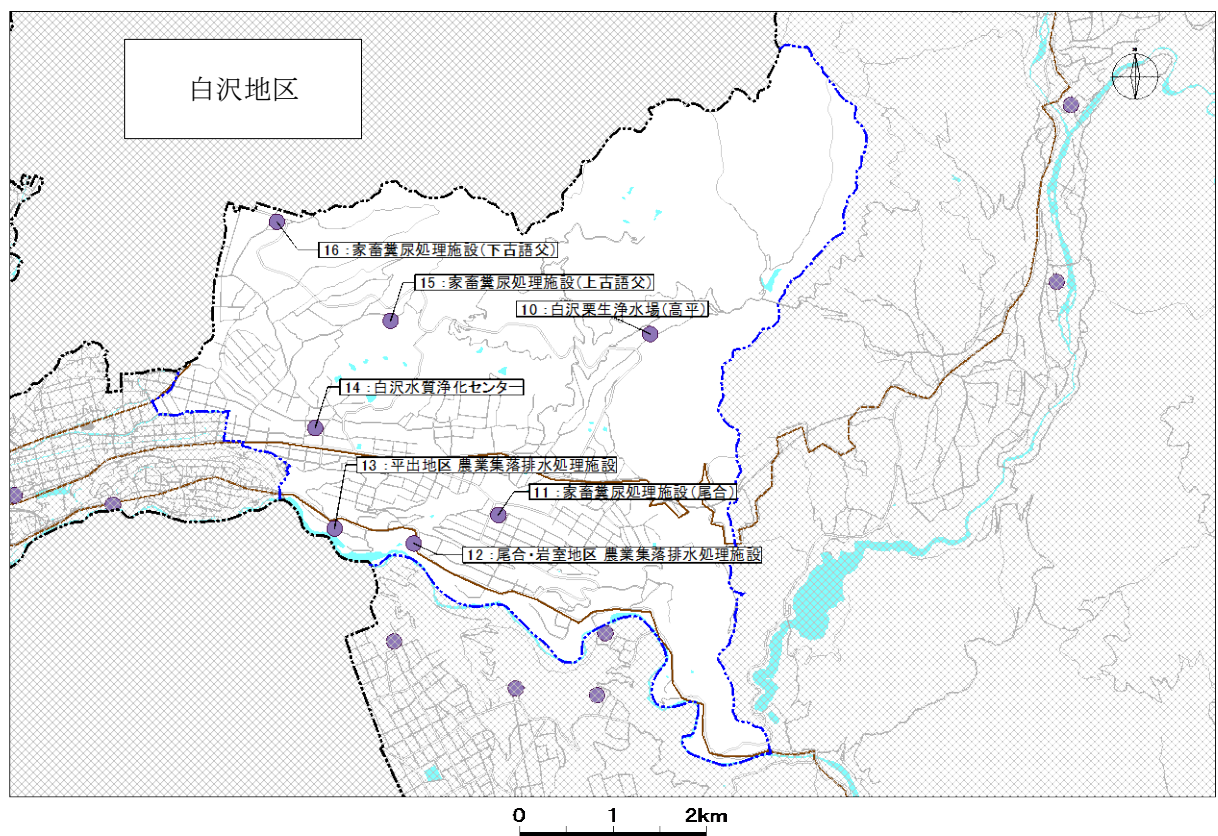 白沢地区
16：家畜糞尿処理施設(下古語父)
15：家畜糞尿処理施設(上古語父)
10：白沢栗生浄水場(高平)
14：白沢水質浄化センター
13：平出地区 農業集落排水処理施設
11：家畜糞尿処理施設(尾合)
12：尾合・岩室地区 農業集落排水処理施設
0 1 2km